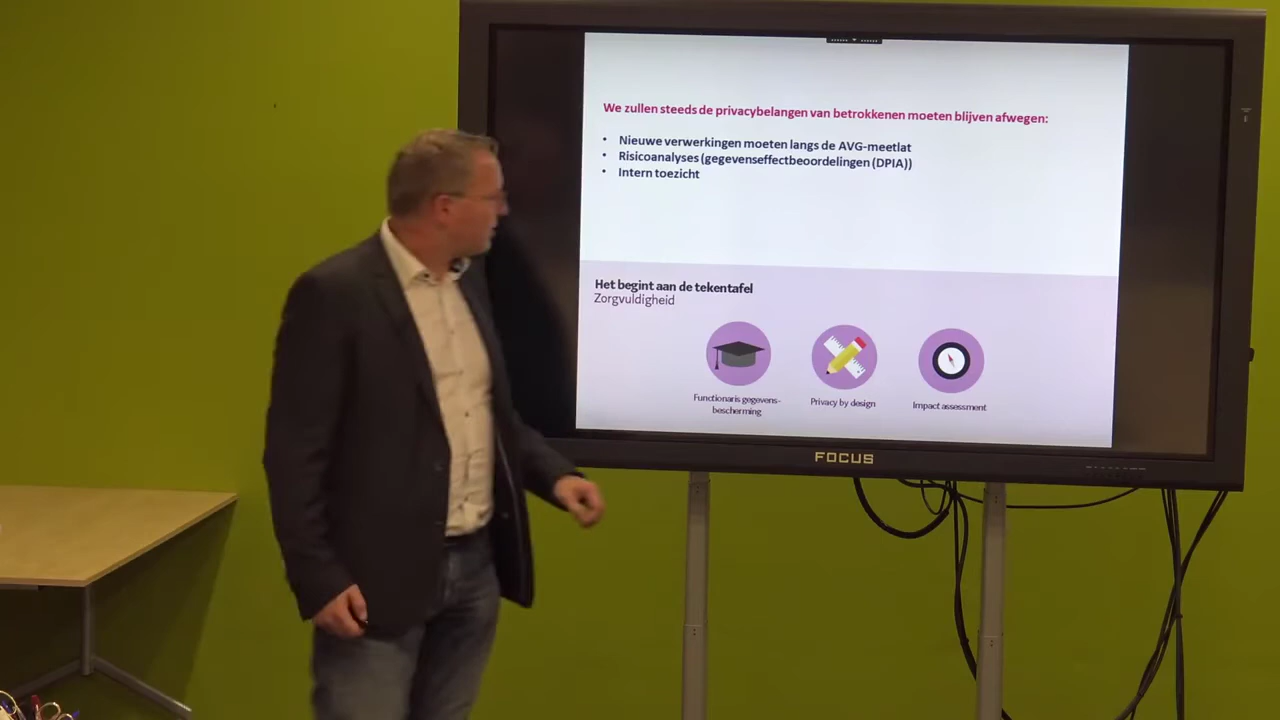 We zullen steeds de privacybelangen van betrokkenen moeten blijven afwegen:
• Nieuwe verwerkingen moeten langs de AVG-meetlat
• Risicoanalyses (gegevenseffectbeoordelingen (DPIA))
• Intern toezicht
Het begint aan de tekentafel
Zorgvuldigheid
Functionaris gegevens-
bescherming
Privacy by design
Impact assessment
FOCUS